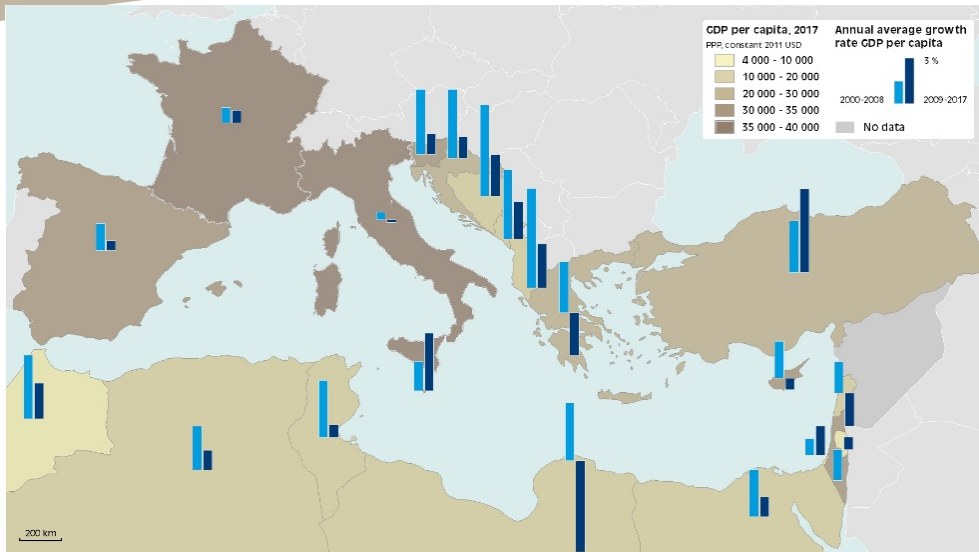 GDP per capita, 2017
PPP, constant 2011 USD
4 000 - 10 000
10 000 - 20 000
20 000 - 30 000
30 000 - 35 000
35 000 - 40 000
Annual average growth
rate GDP per capita
3 %
2000-2008
2009-2017
No data
200 km